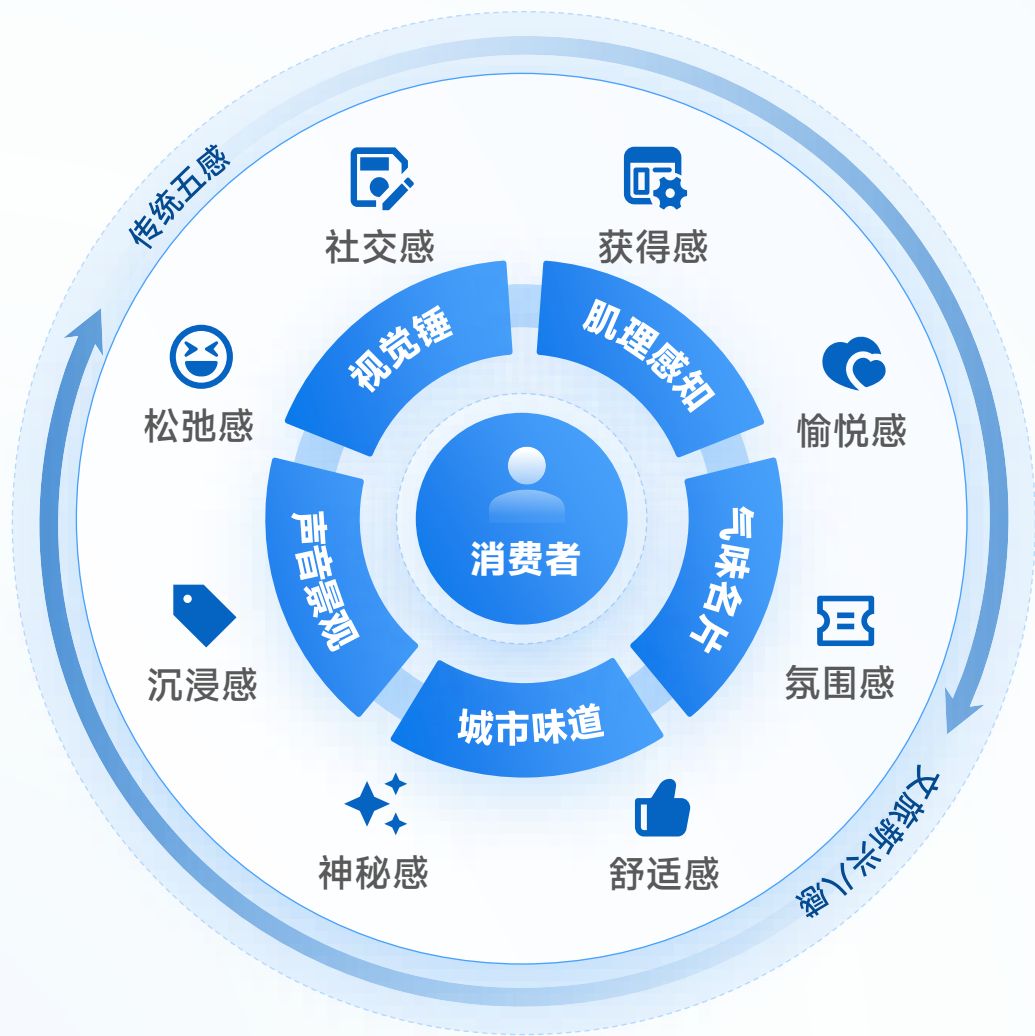 传统五感
社交感
获得感
视觉锤
肌理感知
松弛感
愉悦感
消费者
声音景观
气味名片
沉浸感
氛围感
城市味道
文旅新兴八感
神秘感
舒适感